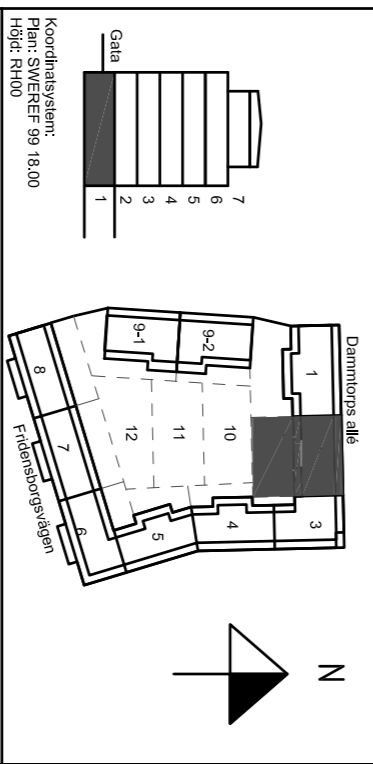 Dammtorps allé
1
3
9-1
9-2
10
11
12
4
5
6
7
8
Fridensborgsvägen
N
Gata
1
2
3
4
5
6
7
Koordinatsystem:
Plan: SWEREF 99 18.00
Höjd: RH00